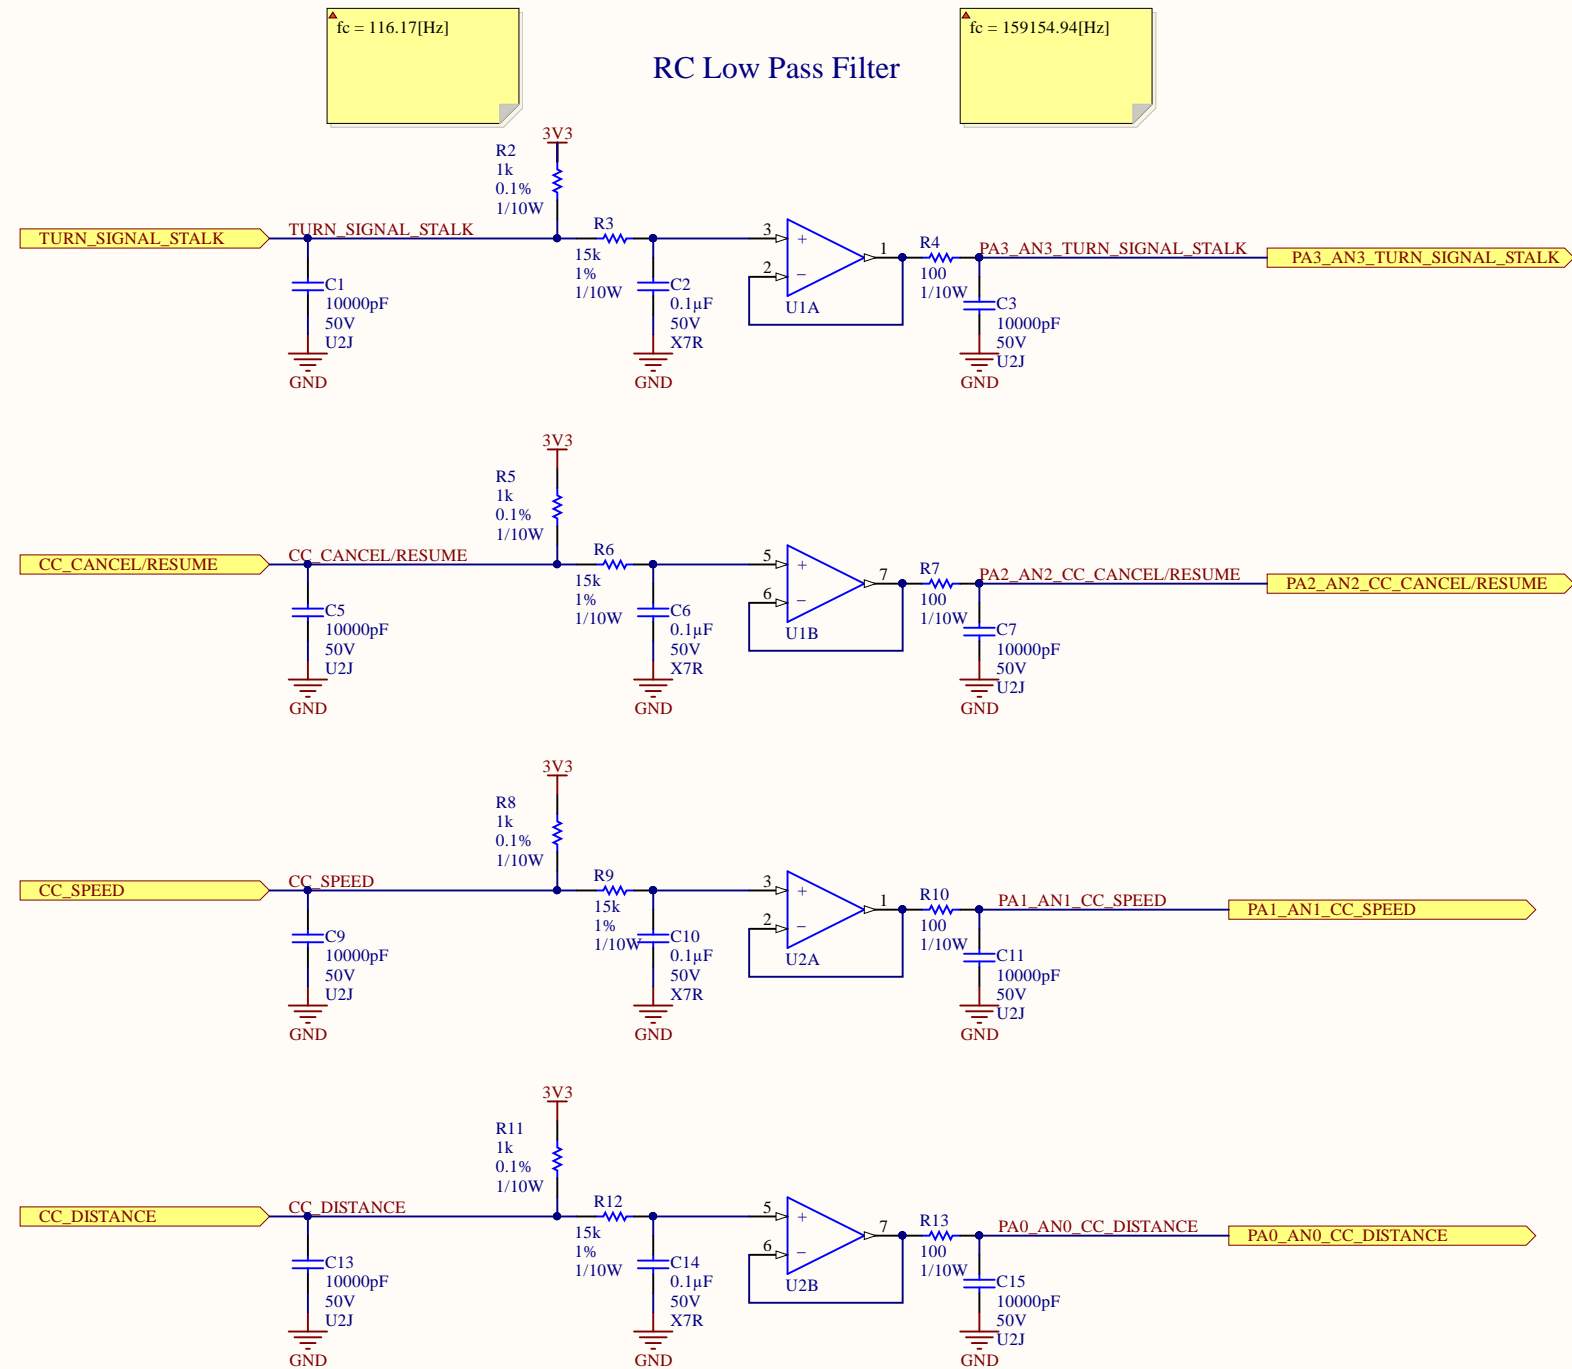 fc = 116.17[Hz]
fc = 159154.94[Hz]
RC Low Pass Filter
3V3
R2
1k
0.1%
1/10W
TURN_SIGNAL_STALK
TURN_SIGNAL_STALK
R3
15k
1%
1/10W
C1
10000pF
50V
U2J
GND
C2
0.1µF
50V
X7R
GND
3
2
+
−
1
U1A
R4
100
1/10W
PA3_AN3_TURN_SIGNAL_STALK
PA3_AN3_TURN_SIGNAL_STALK
C3
10000pF
50V
U2J
GND
3V3
R5
1k
0.1%
1/10W
CC_CANCEL/RESUME
CC_CANCEL/RESUME
R6
15k
1%
1/10W
C5
10000pF
50V
U2J
GND
C6
0.1µF
50V
X7R
GND
5
6
+
−
7
U1B
R7
100
1/10W
PA2_AN2_CC_CANCEL/RESUME
PA2_AN2_CC_CANCEL/RESUME
C7
10000pF
50V
U2J
GND
3V3
R8
1k
0.1%
1/10W
CC_SPEED
CC_SPEED
R9
15k
1%
1/10W
C9
10000pF
50V
U2J
GND
C10
0.1µF
50V
X7R
GND
3
2
+
−
1
U2A
R10
100
1/10W
PA1_AN1_CC_SPEED
PA1_AN1_CC_SPEED
C11
10000pF
50V
U2J
GND
3V3
R11
1k
0.1%
1/10W
CC_DISTANCE
CC_DISTANCE
R12
15k
1%
1/10W
C13
10000pF
50V
U2J
GND
C14
0.1µF
50V
X7R
GND
5
6
+
−
7
U2B
R13
100
1/10W
PA0_AN0_CC_DISTANCE
PA0_AN0_CC_DISTANCE
C15
10000pF
50V
U2J
GND